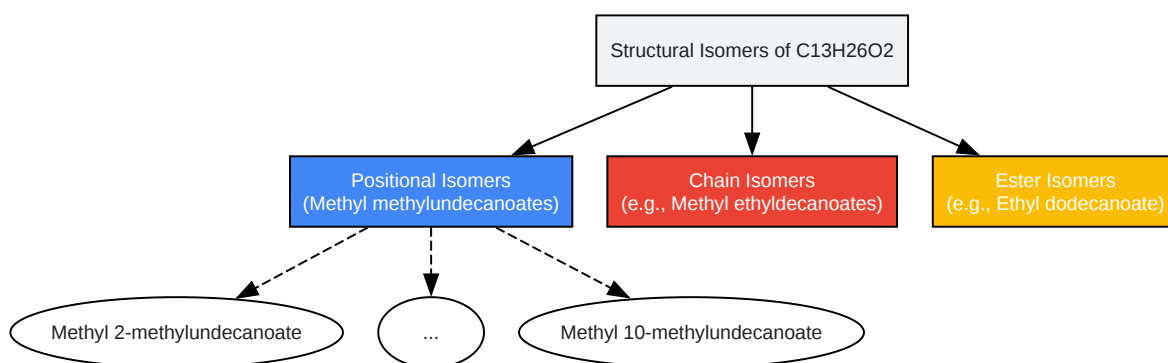 Structural Isomers of C13H26O2
Positional Isomers
(Methyl methylundecanoates)
Chain Isomers
(e.g., Methyl ethyldecanoates)
Ester Isomers
(e.g., Ethyl dodecanoate)
Methyl 2-methylundecanoate
...
Methyl 10-methylundecanoate